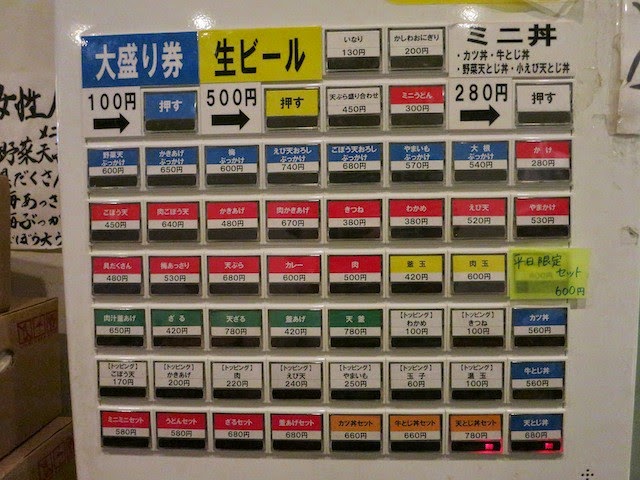 大盛り券
100円
押す
生ビール
500円
押す
いなり
130円
かしわおにぎり
200円
天ぷら盛り合わせ
450円
ミニうどん
300円
ミニ丼
・カツ丼・牛とじ丼
・野菜天とじ丼・小えび天とじ丼
280円
押す
野菜天
ぶっかけ
600円
かきあげ
ぶっかけ
650円
梅
ぶっかけ
540円
えび天おろし
ぶっかけ
740円
ごぼう天おろし
ぶっかけ
680円
やまいも
ぶっかけ
570円
大根
ぶっかけ
540円
かけ
280円
ごぼう天
450円
肉ごぼう天
640円
かきあげ
480円
肉かきあげ
670円
きつね
380円
わかめ
380円
えび天
520円
やまかけ
530円
具だくさん
480円
梅あっさり
530円
天ぷら
680円
カレー
600円
肉
500円
釜玉
420円
肉玉
600円
平日限定
セット
600円
肉汁釜あげ
650円
ざる
420円
天ざる
780円
釜あげ
420円
天釜
780円
【トッピング】
わかめ
100円
【トッピング】
きつね
100円
カツ丼
560円
【トッピング】
ごぼう天
170円
【トッピング】
かきあげ
200円
【トッピング】
肉
220円
【トッピング】
えび天
240円
【トッピング】
やまいも
250円
【トッピング】
玉子
60円
【トッピング】
温玉
100円
牛とじ丼
560円
ミニミニセット
580円
うどんセット
580円
ざるセット
680円
釜あげセット
680円
カツ丼セット
660円
牛とじ丼セット
660円
天とじ丼セット
780円
天とじ丼
680円